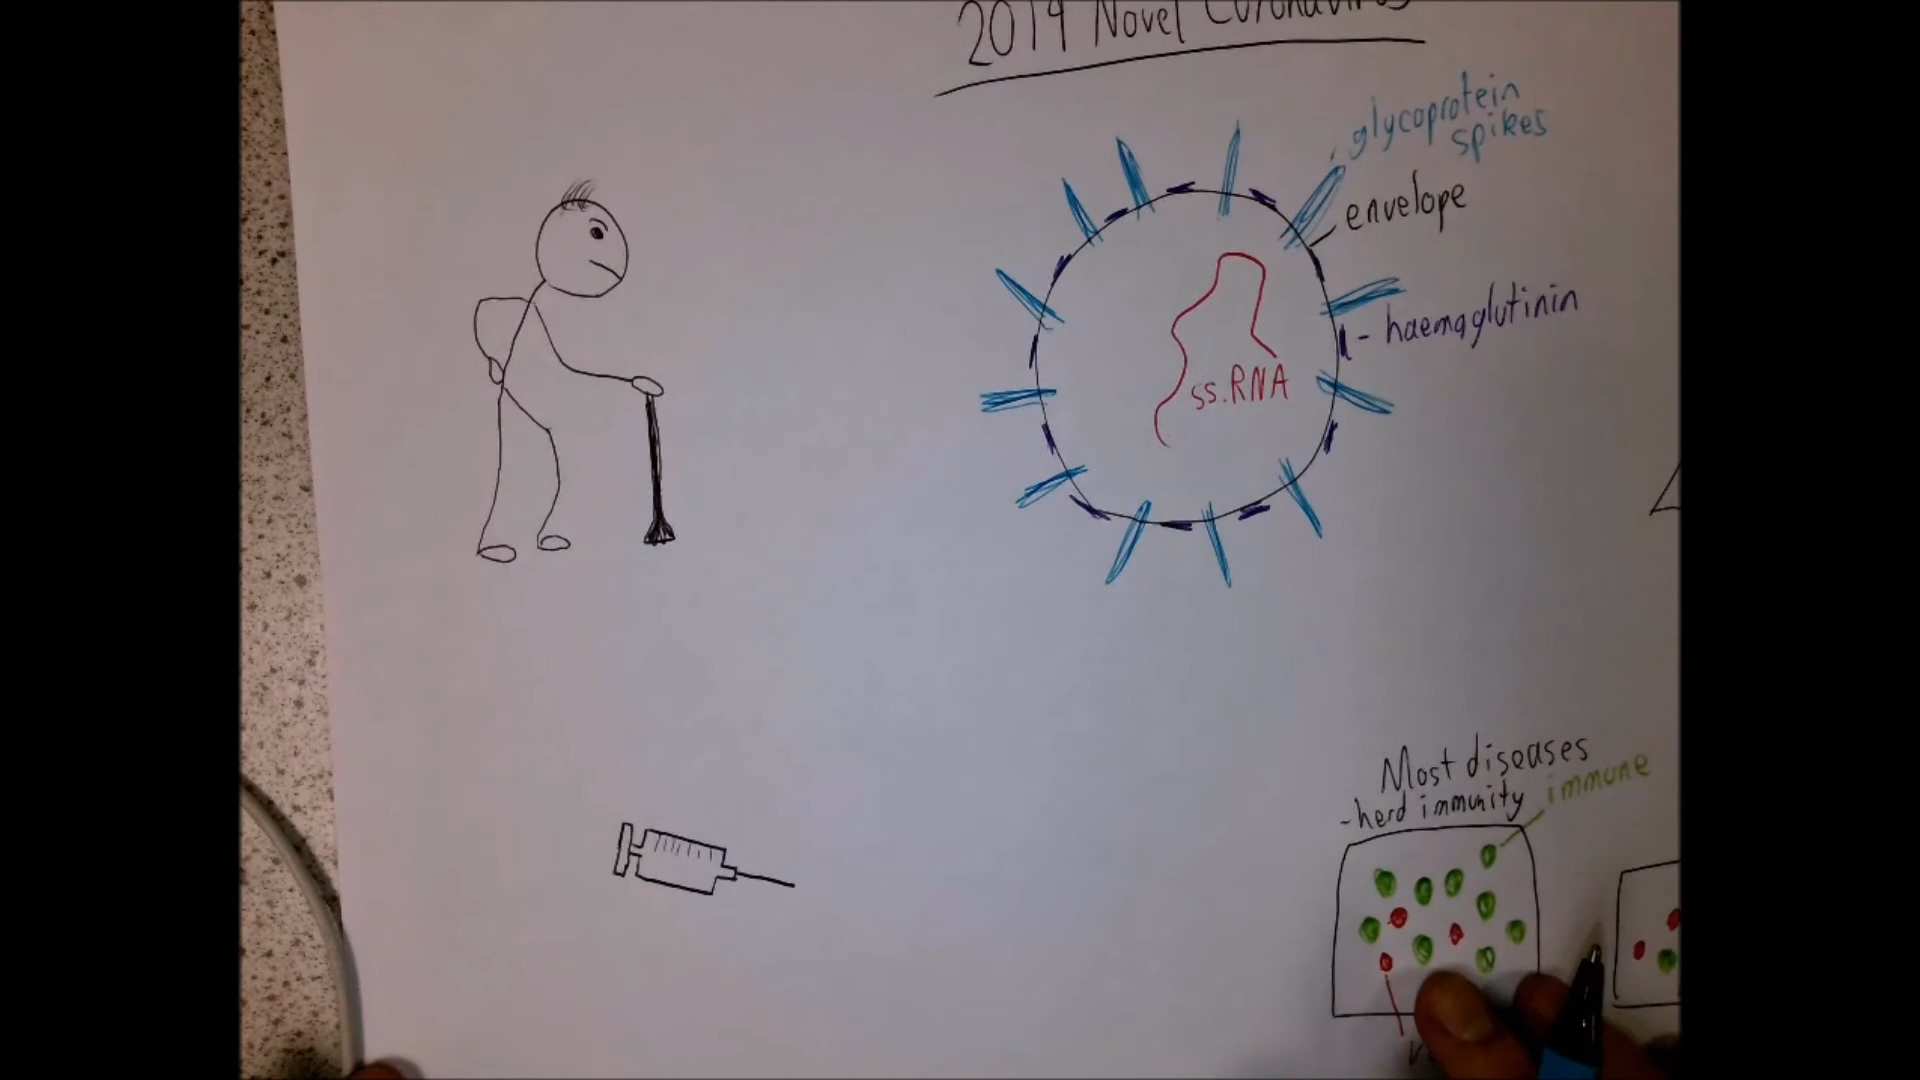 2019 Novel Coronavirus
glycoprotein
spikes
envelope
- haemaglutinin
ss.RNA
Most diseases
- herd immunity
immune